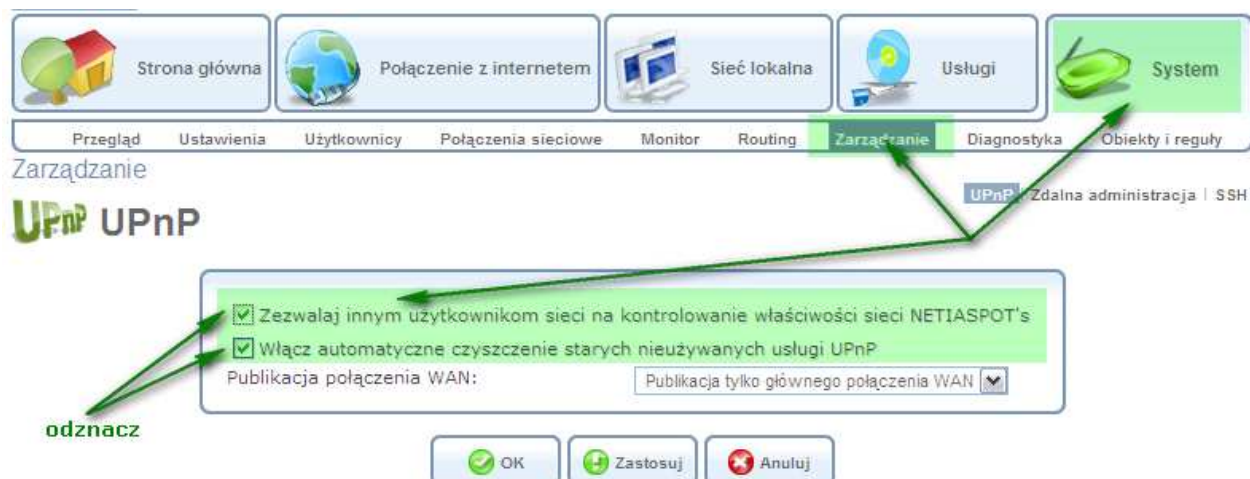 Strona główna
Połączenie z internetem
Sieć lokalna
Usługi
System
Przegląd Ustawienia Użytkownicy Połączenia sieciowe Monitor Routing Zarządzanie Diagnostyka Obiekty i reguły
Zarządzanie
UPnP Zdalna administracja | SSH
UPnP UPnP
Zezwalaj innym użytkownikom sieci na kontrolowanie właściwości sieci NETIASPOT's
Włącz automatyczne czyszczenie starych nieużywanych usługi UPnP
Publikacja połączenia WAN: Publikacja tylko głównego połączenia WAN
odznacz
OK Zastosuj Anuluj